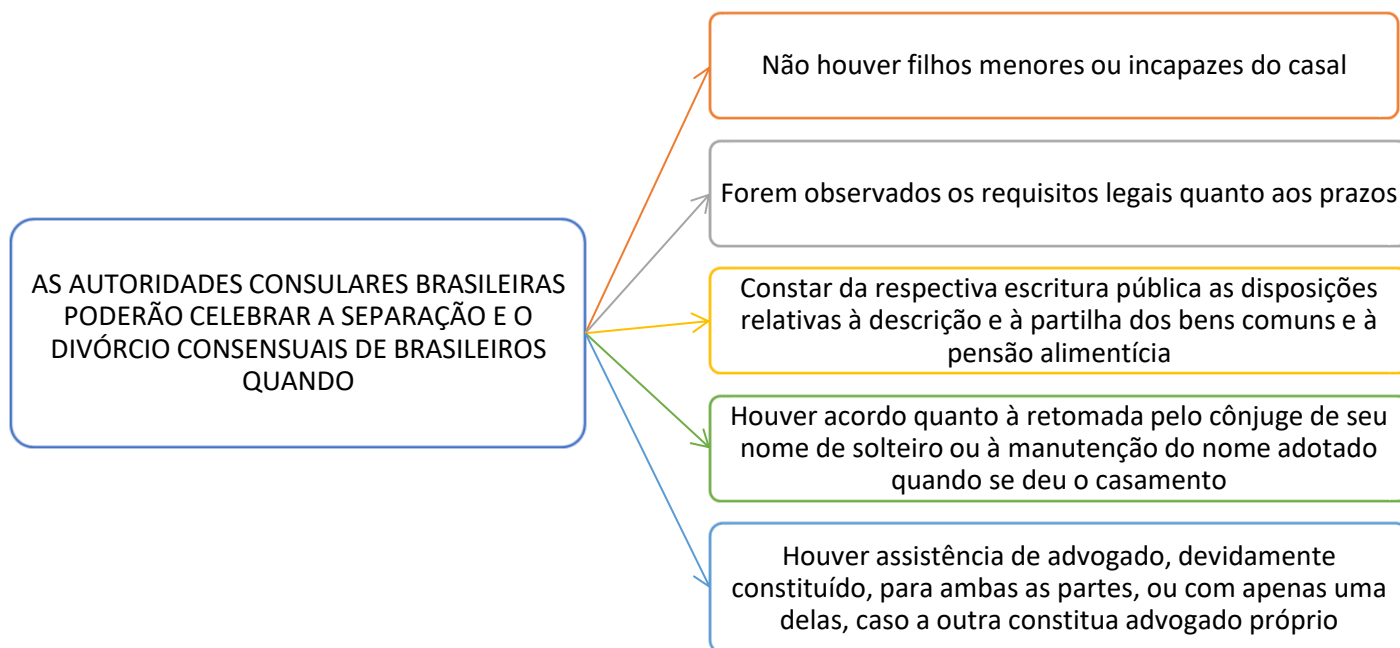 AS AUTORIDADES CONSULARES BRASILEIRAS
PODERÃO CELEBRAR A SEPARAÇÃO E O
DIVÓRCIO CONSENSUAIS DE BRASILEIROS
QUANDO
Não houver filhos menores ou incapazes do casal
Forem observados os requisitos legais quanto aos prazos
Constar da respectiva escritura pública as disposições
relativas à descrição e à partilha dos bens comuns e à
pensão alimentícia
Houver acordo quanto à retomada pelo cônjuge de seu
nome de solteiro ou à manutenção do nome adotado
quando se deu o casamento
Houver assistência de advogado, devidamente
constituído, para ambas as partes, ou com apenas uma
delas, caso a outra constitua advogado próprio